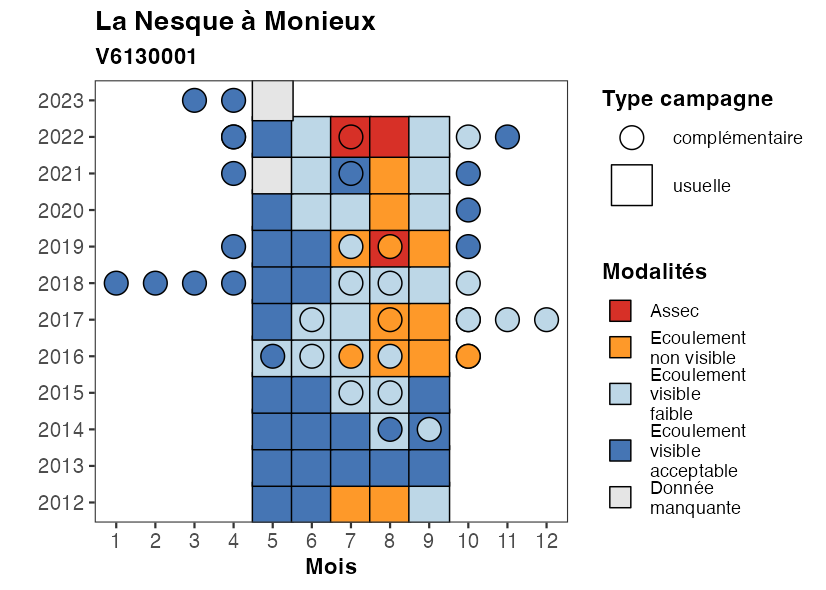 La Nesque à Monieux
V6130001
2023
2022
2021
2020
2019
2018
2017
2016
2015
2014
2013
2012
1 2 3 4 5 6 7 8 9 10 11 12
Mois
Type campagne
complémentaire
usuelle
Modalités
Assec
Ecoulement
non visible
Ecoulement
visible
faible
Ecoulement
visible
acceptable
Donnée
manquante